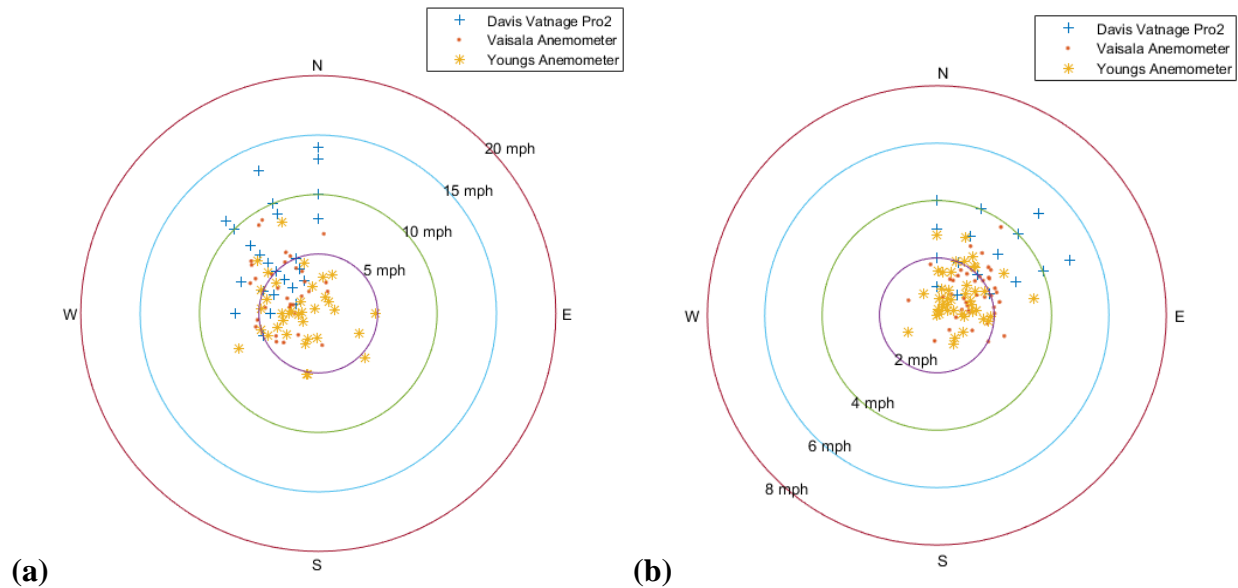 Davis Vatnage Pro2
Vaisala Anemometer
Youngs Anemometer
N
20 mph
15 mph
10 mph
5 mph
W
E
S
(a)
Davis Vatnage Pro2
Vaisala Anemometer
Youngs Anemometer
N
W
E
2 mph
4 mph
6 mph
8 mph
S
(b)